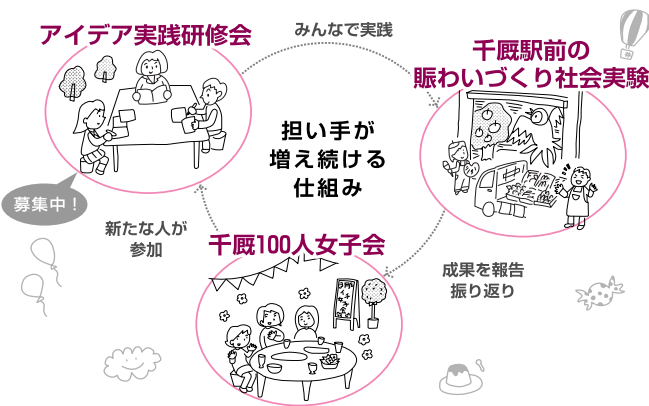 アイデア実践研修会
みんなで実践
千厩駅前の
賑わいづくり社会実験
担い手が
増え続ける
仕組み
募集中！
新たな人が
参加
千厩100人女子会
成果を報告
振り返り